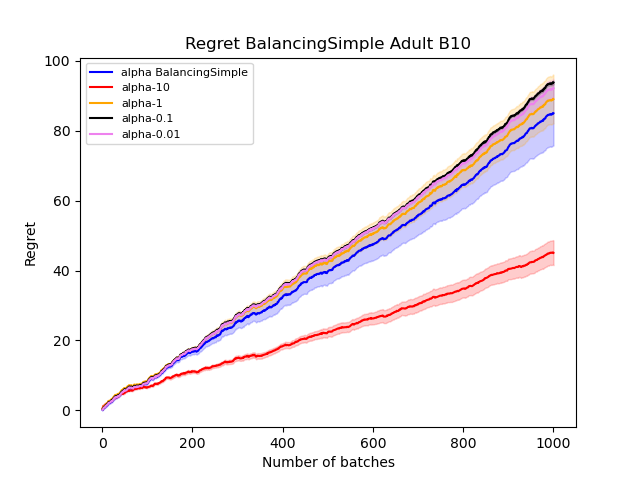 Regret BalancingSimple Adult B10
alpha BalancingSimple
alpha-10
alpha-1
alpha-0.1
alpha-0.01
Regret
100
80
60
40
20
0
0 200 400 600 800 1000
Number of batches